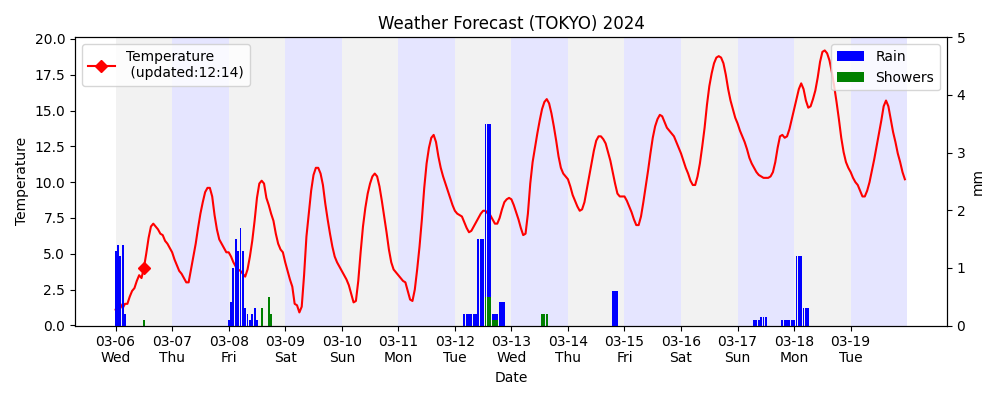 Weather Forecast (TOKYO) 2024
Temperature
(updated:12:14)
Rain
Showers
Temperature
20.0
17.5
15.0
12.5
10.0
7.5
5.0
2.5
0.0
5
4
3
2
1
0
mm
03-06 03-07 03-08 03-09 03-10 03-11 03-12 03-13 03-14 03-15 03-16 03-17 03-18 03-19
Wed Thu Fri Sat Sun Mon Tue Wed Thu Fri Sat Sun Mon Tue
Date